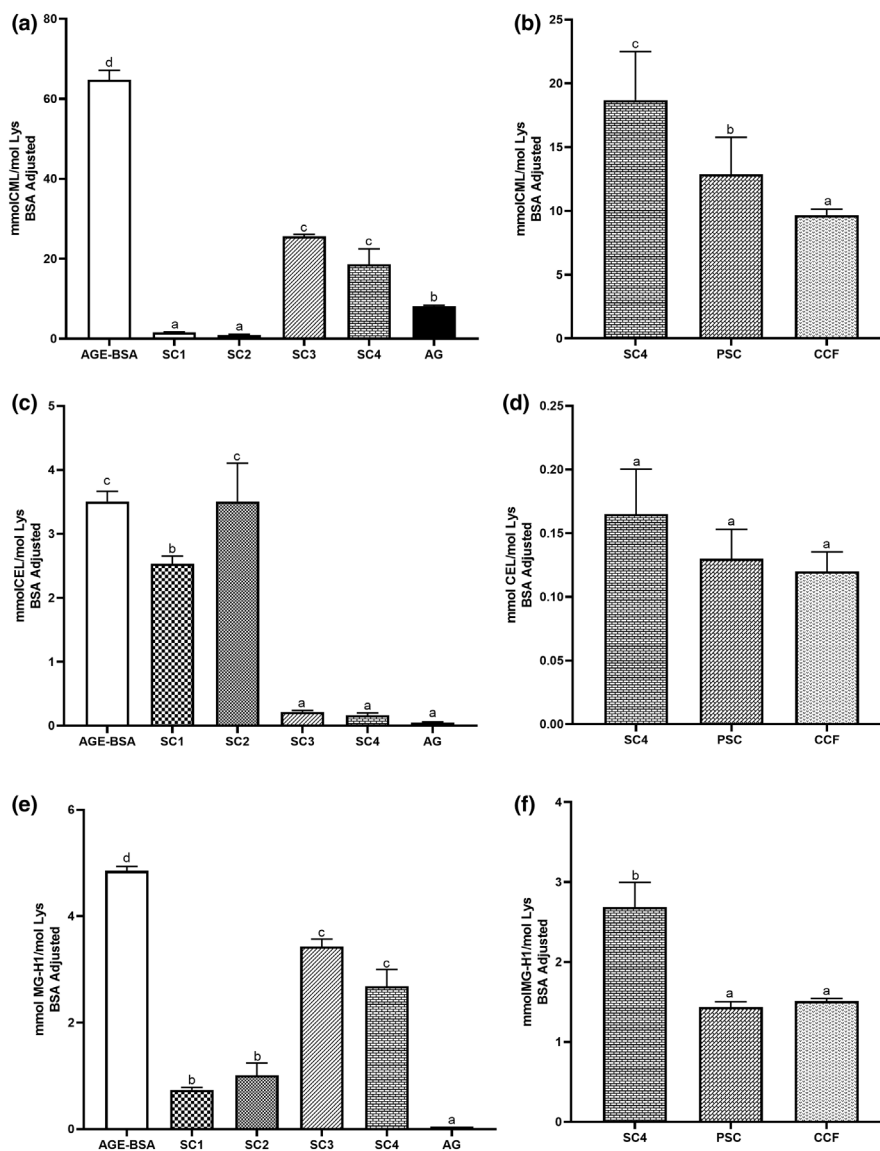 (a)
mmolCML/mol Lys
BSA Adjusted
80
60
40
20
0
d
a
a
c
c
b
AGE-BSA SC1 SC2 SC3 SC4 AG
(b)
mmolCML/mol Lys
BSA Adjusted
25
20
15
10
5
0
c
b
a
SC4 PSC CCF
(c)
mmolCEL/mol Lys
BSA Adjusted
5
4
3
2
1
0
c
b
c
a
a
a
AGE-BSA SC1 SC2 SC3 SC4 AG
(d)
mmol CEL/mol Lys
BSA Adjusted
0.25
0.20
0.15
0.10
0.05
0.00
a
a
a
SC4 PSC CCF
(e)
mmol MG-H1/mol Lys
BSA Adjusted
6
4
2
0
d
b
b
c
c
a
AGE-BSA SC1 SC2 SC3 SC4 AG
(f)
mmolMG-H1/mol Lys
BSA Adjusted
4
3
2
1
0
b
a
a
SC4 PSC CCF